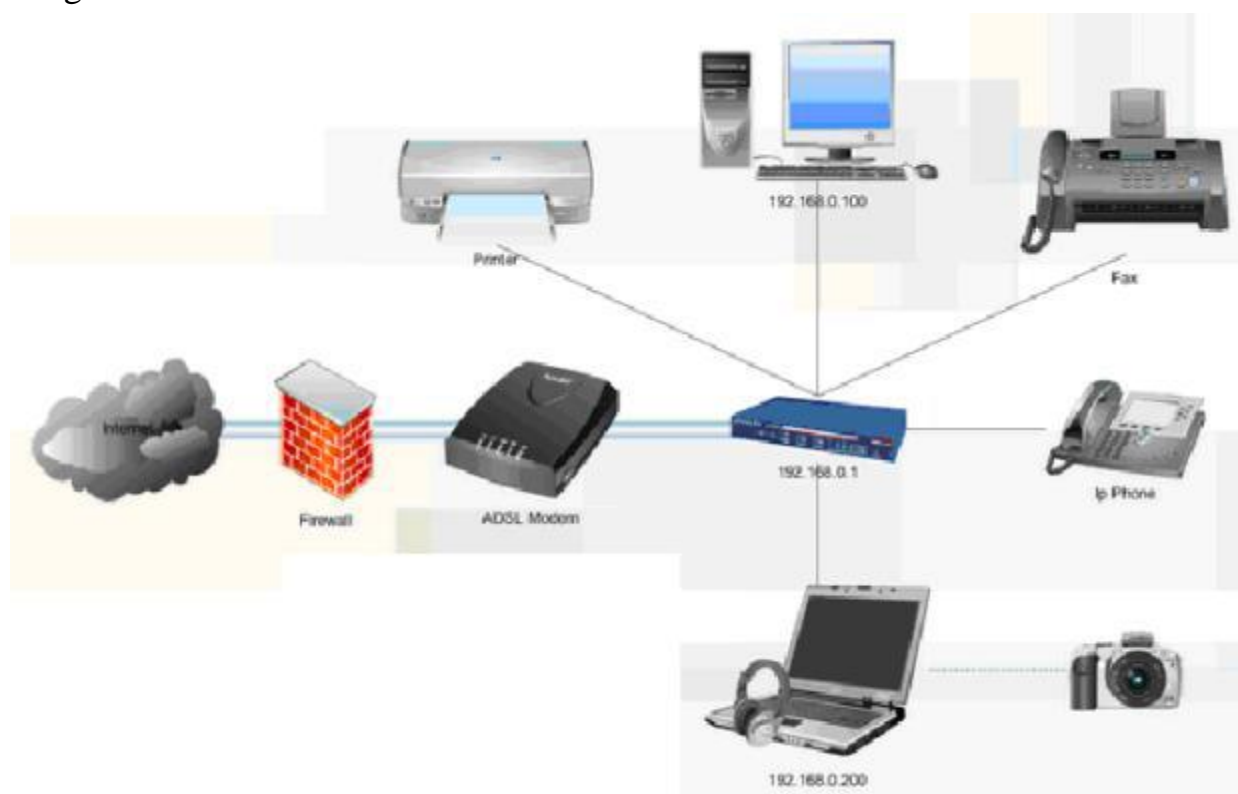 192.168.0.100
Printer
Fax
Internet
192.168.0.1
Ip Phone
Firewall
ADSL Modem
192.168.0.200